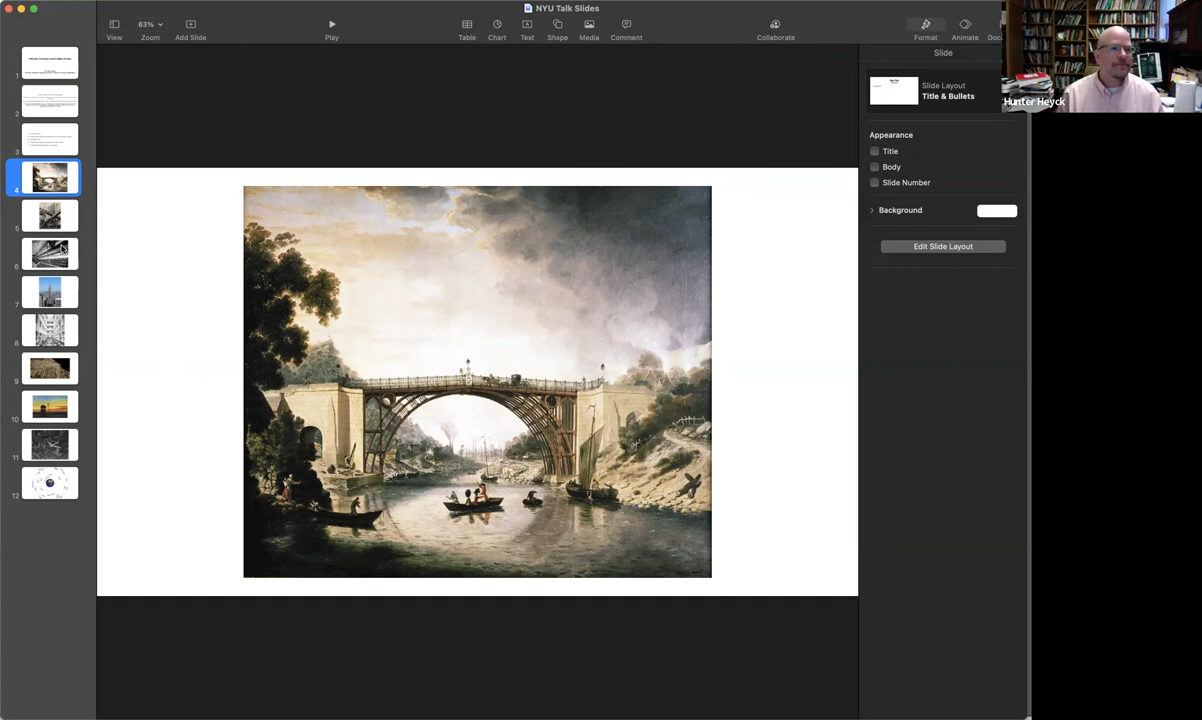 NYU Talk Slides
63%
View
Zoom
Add Slide
Play
Table
Chart
Text
Shape
Media
Comment
Collaborate
Format
Animate
Slide
Slide Layout
Title & Bullets
Appearance
Title
Body
Slide Number
Background
Edit Slide Layout
Hunter Heyck
1
2
3
4
5
6
7
8
9
10
11
12